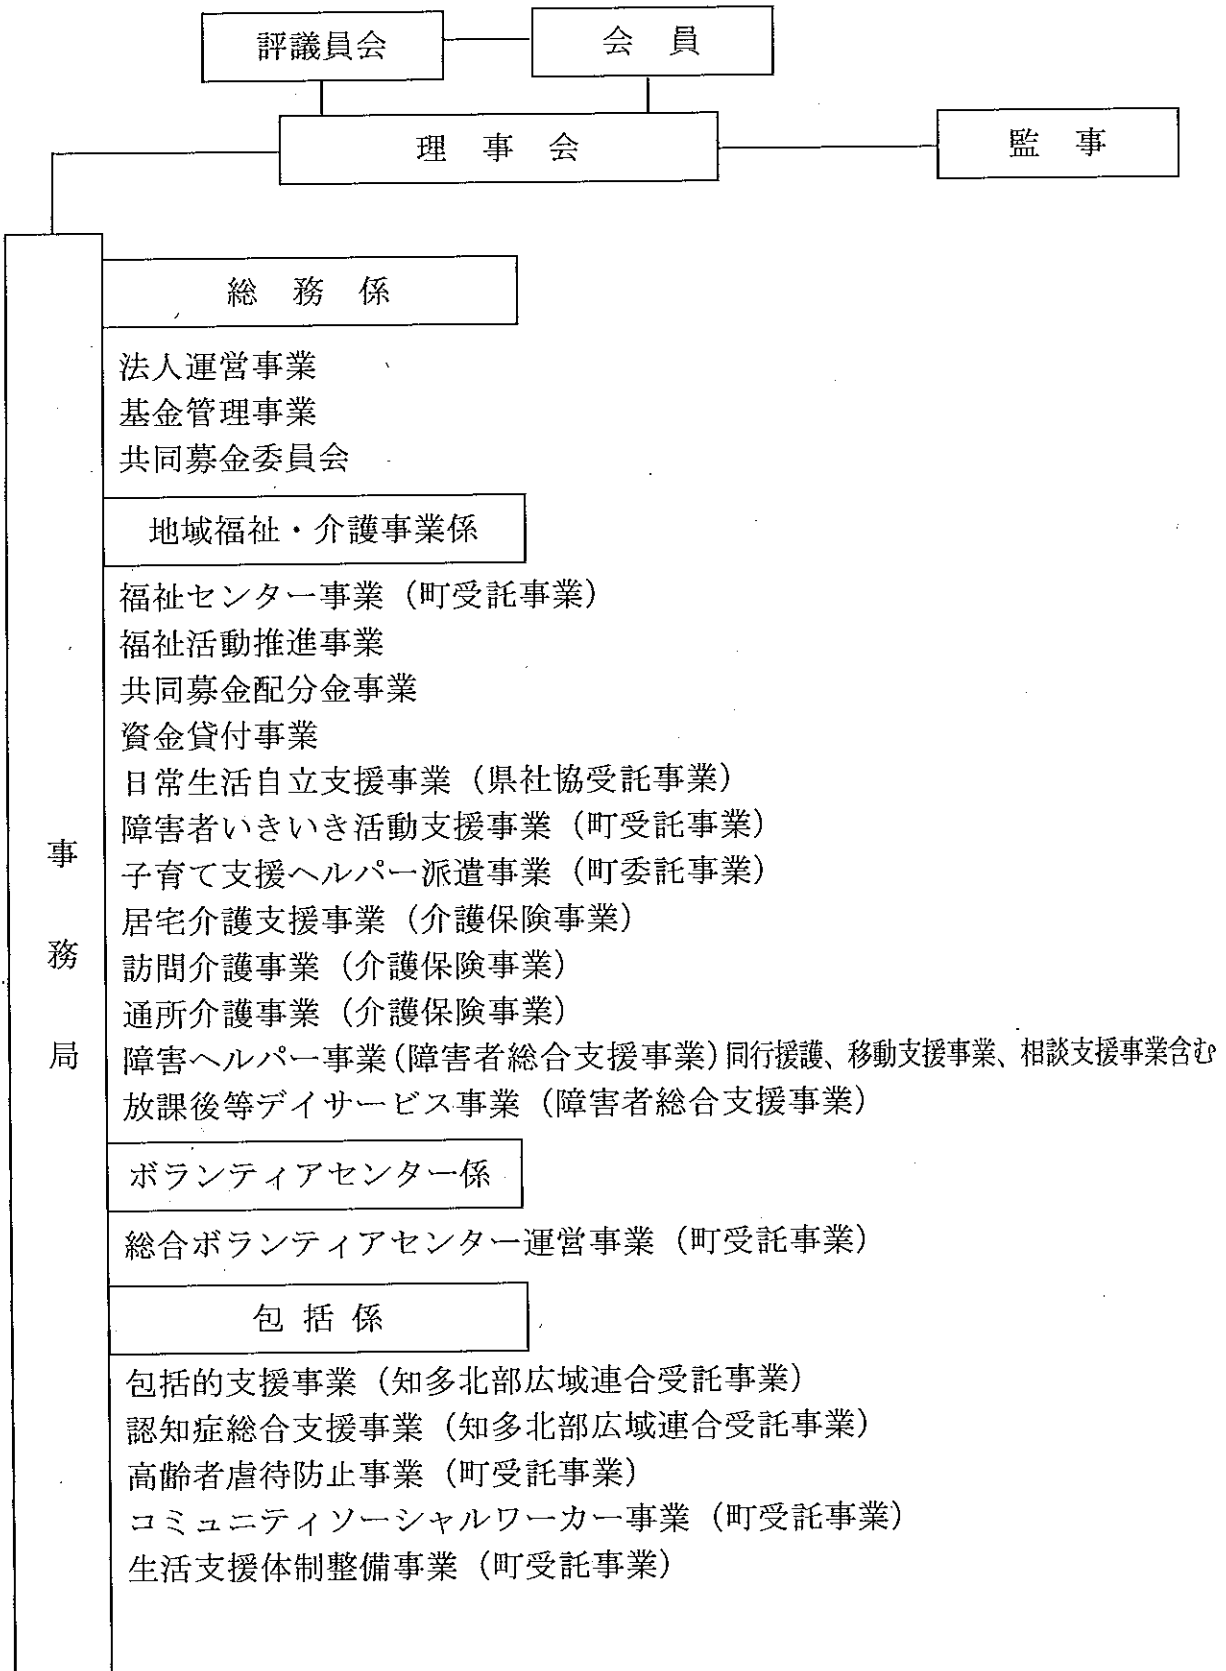 評議員会
会 員
理 事 会
監 事
事 務 局
総 務 係
法人運営事業
基金管理事業
共同募金委員会
地域福祉・介護事業係
福祉センター事業（町受託事業）
福祉活動推進事業
共同募金配分金事業
資金貸付事業
日常生活自立支援事業（県社協受託事業）
障害者いきいき活動支援事業（町受託事業）
子育て支援ヘルパー派遣事業（町委託事業）
居宅介護支援事業（介護保険事業）
訪問介護事業（介護保険事業）
通所介護事業（介護保険事業）
障害ヘルパー事業(障害者総合支援事業)同行援護、移動支援事業、相談支援事業含む
放課後等デイサービス事業（障害者総合支援事業）
ボランティアセンター係
総合ボランティアセンター運営事業（町受託事業）
包 括 係
包括的支援事業（知多北部広域連合受託事業）
認知症総合支援事業（知多北部広域連合受託事業）
高齢者虐待防止事業（町受託事業）
コミュニティソーシャルワーカー事業（町受託事業）
生活支援体制整備事業（町受託事業）